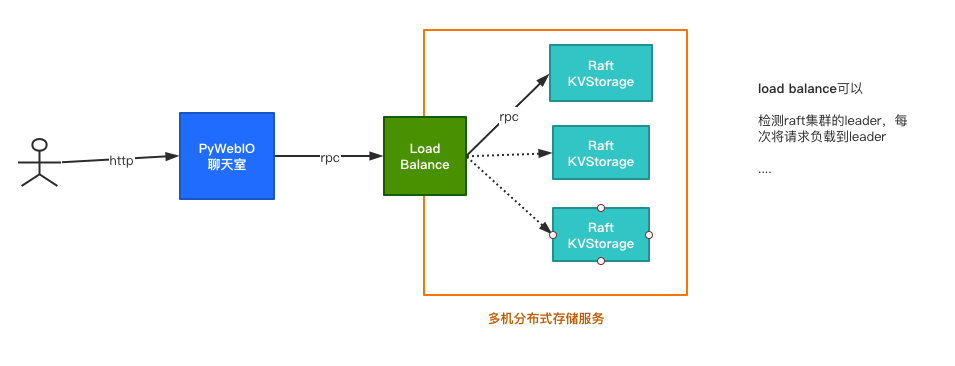 http
PyWebIO
聊天室
rpc
Load
Balance
rpc
Raft
KVStorage
Raft
KVStorage
Raft
KVStorage
多机分布式存储服务
load balance可以
检测raft集群的leader，每
次将请求负载到leader
....